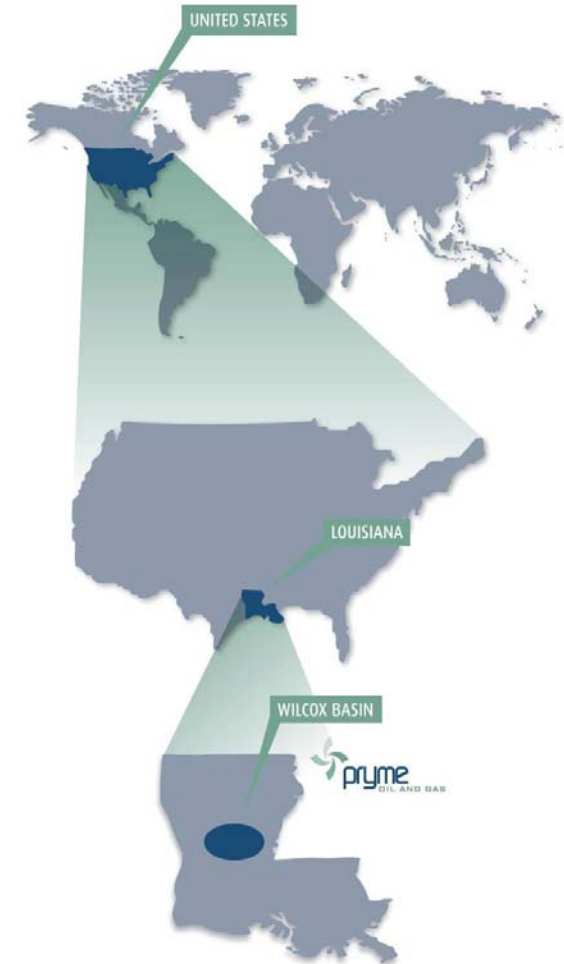 UNITED STATES
LOUISIANA
WILCOX BASIN
pryme
OIL AND GAS